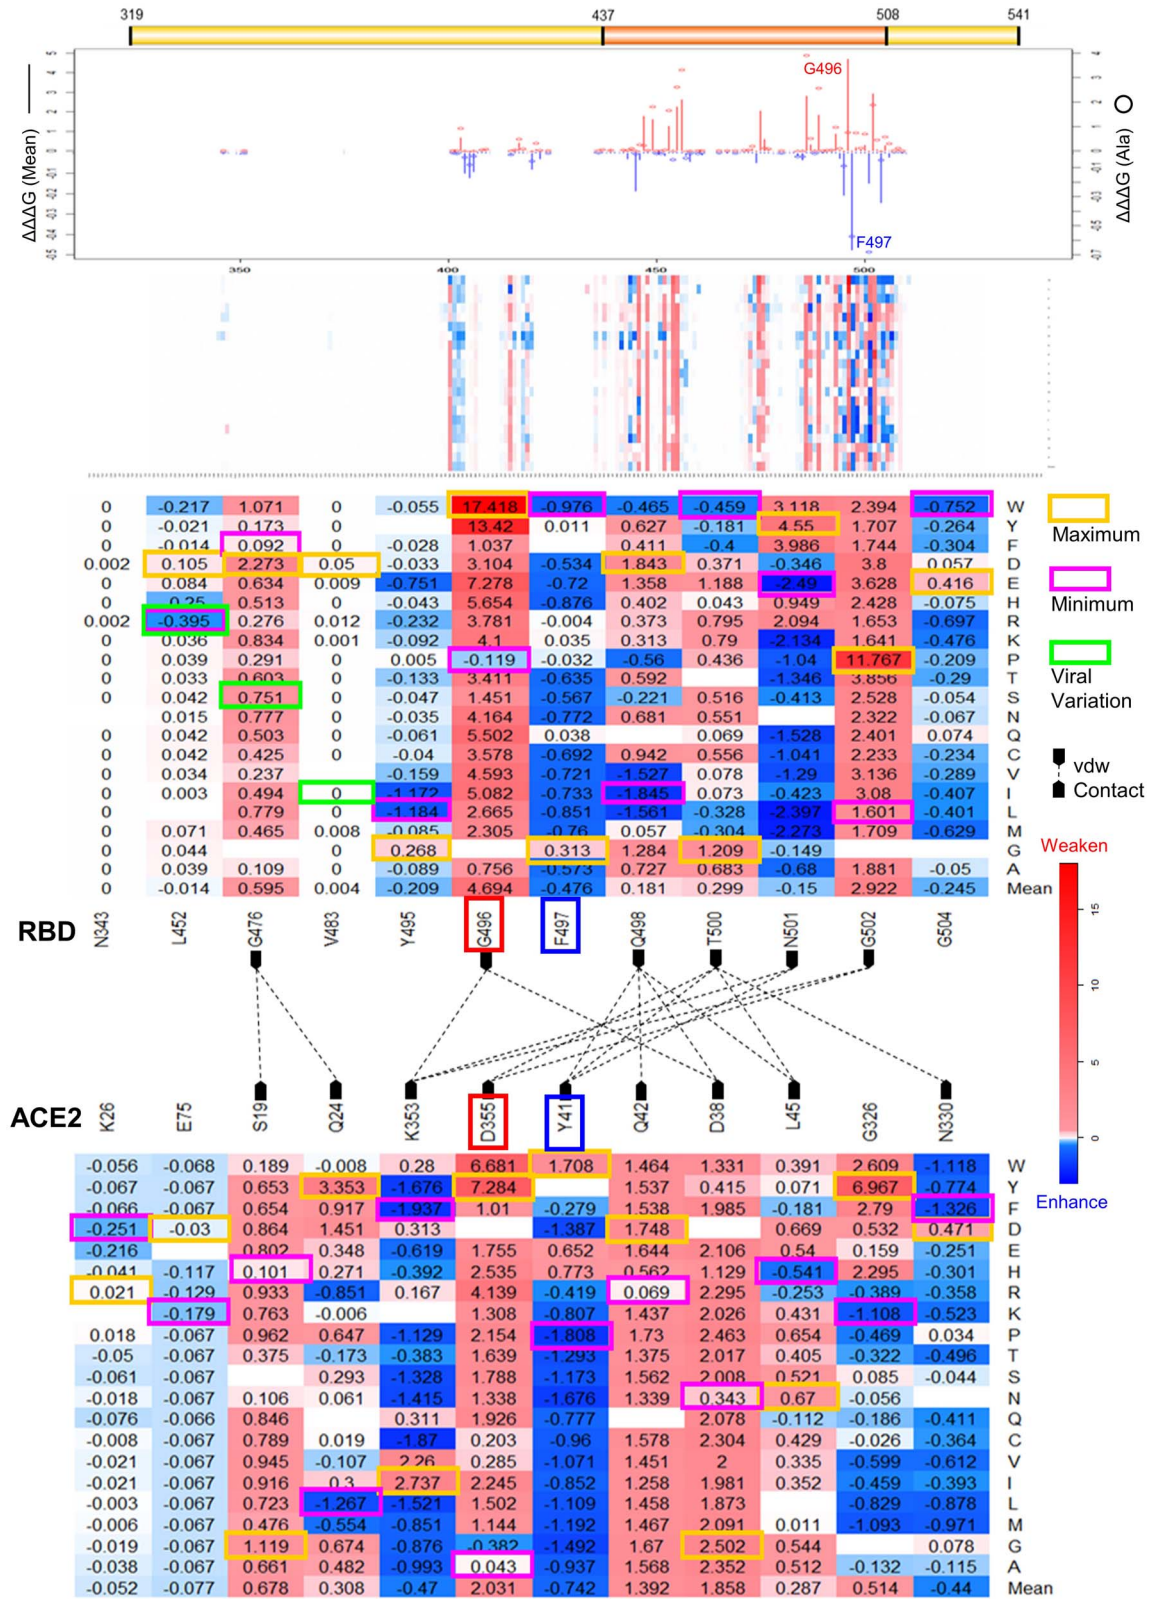 319 437 508 541
ΔΔΔG (Mean)
ΔΔΔG (Ala)
G496
F497
350 400 450 500
0 -0.217 1.071 0 -0.055 17.418 -0.976 -0.465 -0.459 3.118 2.394 -0.752 W
0 -0.021 0.173 0 13.42 0.011 0.627 -0.181 4.55 1.707 -0.264 Y
0 -0.014 0.092 0 -0.028 1.037 0.411 -0.4 3.986 1.744 -0.304 F
0.002 0.105 2.273 0.05 -0.033 3.104 -0.534 1.843 0.371 -0.346 3.8 0.057 D
0 0.084 0.634 0.009 -0.751 7.278 -0.72 1.358 1.188 -2.49 3.628 0.416 E
0 0.25 0.513 0 -0.043 5.654 -0.876 0.402 0.043 0.949 2.428 -0.075 H
0.002 -0.395 0.276 0.012 -0.232 3.781 -0.004 0.373 0.795 2.094 1.653 -0.697 R
0 0.036 0.834 0.001 -0.092 4.1 0.035 0.313 0.79 -2.134 1.641 -0.476 K
0 0.039 0.291 0 0.005 -0.119 -0.032 -0.56 0.436 -1.04 11.767 -0.209 P
0 0.033 0.603 0 -0.133 3.411 -0.635 0.592 -1.346 3.856 -0.29 T
0 0.042 0.751 0 -0.047 1.451 -0.567 -0.221 0.516 -0.413 2.528 -0.054 S
0.015 0.777 0 -0.035 4.164 -0.772 0.681 0.551 2.322 -0.067 N
0 0.042 0.503 0 -0.061 5.502 0.038 0.069 -1.528 2.401 0.074 Q
0 0.042 0.425 0 -0.04 3.578 -0.692 0.942 0.556 -1.041 2.233 -0.234 C
0 0.034 0.237 -0.159 4.593 -0.721 -1.527 0.078 -1.29 3.136 -0.289 V
0 0.003 0.494 0 -1.172 5.082 -0.733 -1.845 0.073 -0.423 3.08 -0.407 I
0 0.779 0 -1.184 2.665 -0.851 -1.561 -0.328 -2.397 1.601 -0.401 L
0 0.071 0.465 0.008 -0.085 2.305 -0.76 0.057 -0.304 -2.273 1.709 -0.629 M
0 0.044 0 0.268 0.313 1.284 1.209 -0.149 G
0 0.039 0.109 0 -0.089 0.756 -0.573 0.727 0.683 -0.68 1.881 -0.05 A
0 -0.014 0.595 0.004 -0.209 4.694 -0.476 0.181 0.299 -0.15 2.922 -0.245 Mean
Maximum
Minimum
Viral
Variation
vdw
Contact
Weaken
15
10
5
0
Enhance
RBD
N343 L452 G476 V483 Y495 G496 F497 Q498 T500 N501 G502 G504
ACE2
K26 E75 S19 Q24 K353 D355 Y41 Q42 D38 L45 G326 N330
-0.056 -0.068 0.189 -0.008 0.28 6.681 1.708 1.464 1.331 0.391 2.609 -1.118 W
-0.067 -0.067 0.653 3.353 -1.676 7.284 1.537 0.415 0.071 6.967 -0.774 Y
-0.066 -0.067 0.654 0.917 -1.937 1.01 -0.279 1.538 1.985 -0.181 2.79 -1.326 F
-0.251 -0.03 0.864 1.451 0.313 -1.387 1.748 0.669 0.532 0.471 D
-0.216 0.802 0.348 -0.619 1.755 0.652 1.644 2.106 0.54 0.159 -0.251 E
-0.041 -0.117 0.101 0.271 -0.392 2.535 0.773 0.562 1.129 -0.541 2.295 -0.301 H
0.021 -0.129 0.933 -0.851 0.167 4.139 -0.419 0.069 2.295 -0.253 -0.389 -0.358 R
-0.179 0.763 -0.006 1.308 -0.807 1.437 2.026 0.431 -1.108 -0.523 K
0.018 -0.067 0.962 0.647 -1.129 2.154 -1.808 1.73 2.463 0.654 -0.469 0.034 P
-0.05 -0.067 0.375 -0.173 -0.383 1.639 -1.293 1.375 2.017 0.405 -0.322 -0.496 T
-0.061 -0.067 0.293 -1.328 1.788 -1.173 1.562 2.008 0.521 0.085 -0.044 S
-0.018 -0.067 0.106 0.061 -1.415 1.338 -1.676 1.339 0.343 0.67 -0.056 N
-0.076 -0.066 0.846 0.311 1.926 -0.777 2.078 -0.112 -0.186 -0.411 Q
-0.008 -0.067 0.789 0.019 -1.87 0.203 -0.96 1.578 2.304 0.429 -0.026 -0.364 C
-0.021 -0.067 0.945 -0.107 2.26 0.285 -1.071 1.451 2 0.335 -0.599 -0.612 V
-0.021 -0.067 0.916 0.3 2.737 2.245 -0.852 1.258 1.981 0.352 -0.459 -0.393 I
-0.003 -0.067 0.723 -1.267 -1.521 1.502 -1.109 1.458 1.873 -0.829 -0.878 L
-0.006 -0.067 0.476 -0.554 -0.851 1.144 -1.192 1.467 2.091 0.011 -1.093 -0.971 M
-0.019 -0.067 1.119 0.674 -0.876 -0.382 -1.492 1.67 2.502 0.544 0.078 G
-0.038 -0.067 0.661 0.482 -0.993 0.043 -0.937 1.568 2.352 0.512 -0.132 -0.115 A
-0.052 -0.077 0.678 0.308 -0.47 2.031 -0.742 1.392 1.858 0.287 0.514 -0.44 Mean